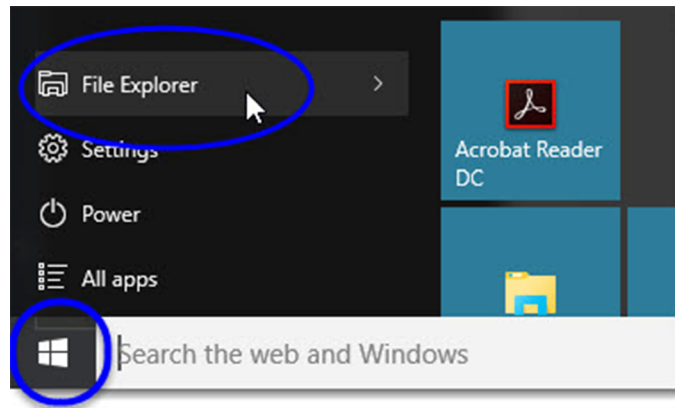 File Explorer
Settings
Power
All apps
Acrobat Reader
DC
Search the web and Windows